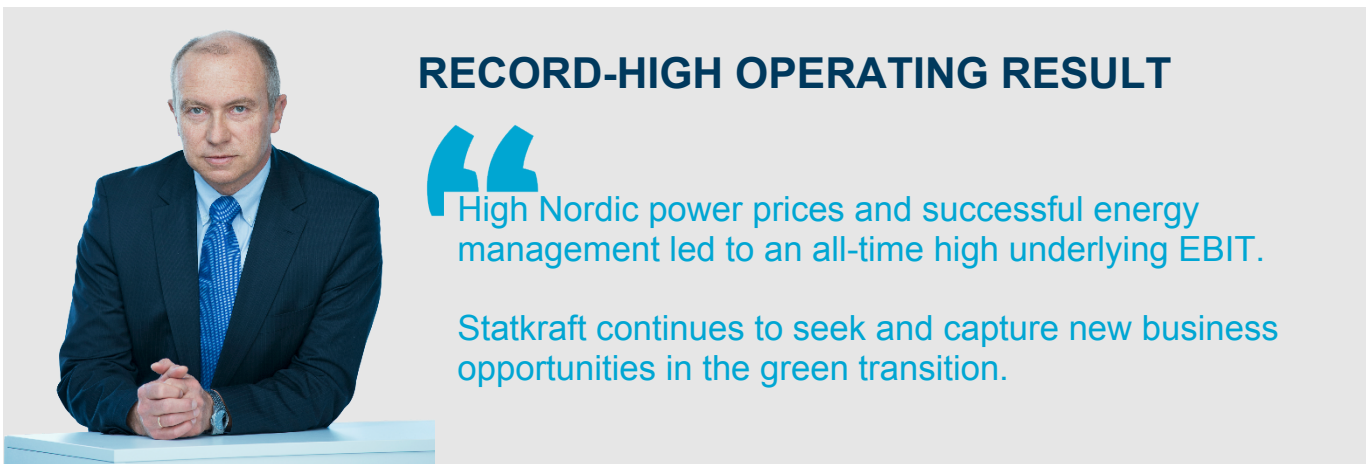 RECORD-HIGH OPERATING RESULT
“
High Nordic power prices and successful energy
management led to an all-time high underlying EBIT.
Statkraft continues to seek and capture new business
opportunities in the green transition.